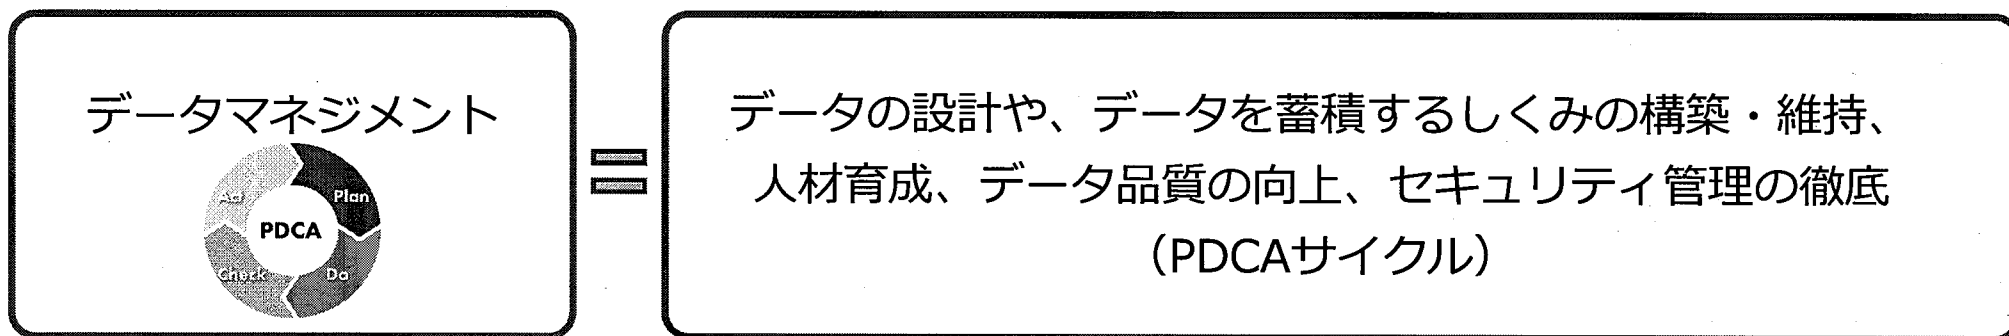 データマネジメント
Act
Plan
PDCA
Check
Do
データの設計や、データを蓄積するしくみの構築・維持、
人材育成、データ品質の向上、セキュリティ管理の徹底
（PDCAサイクル）